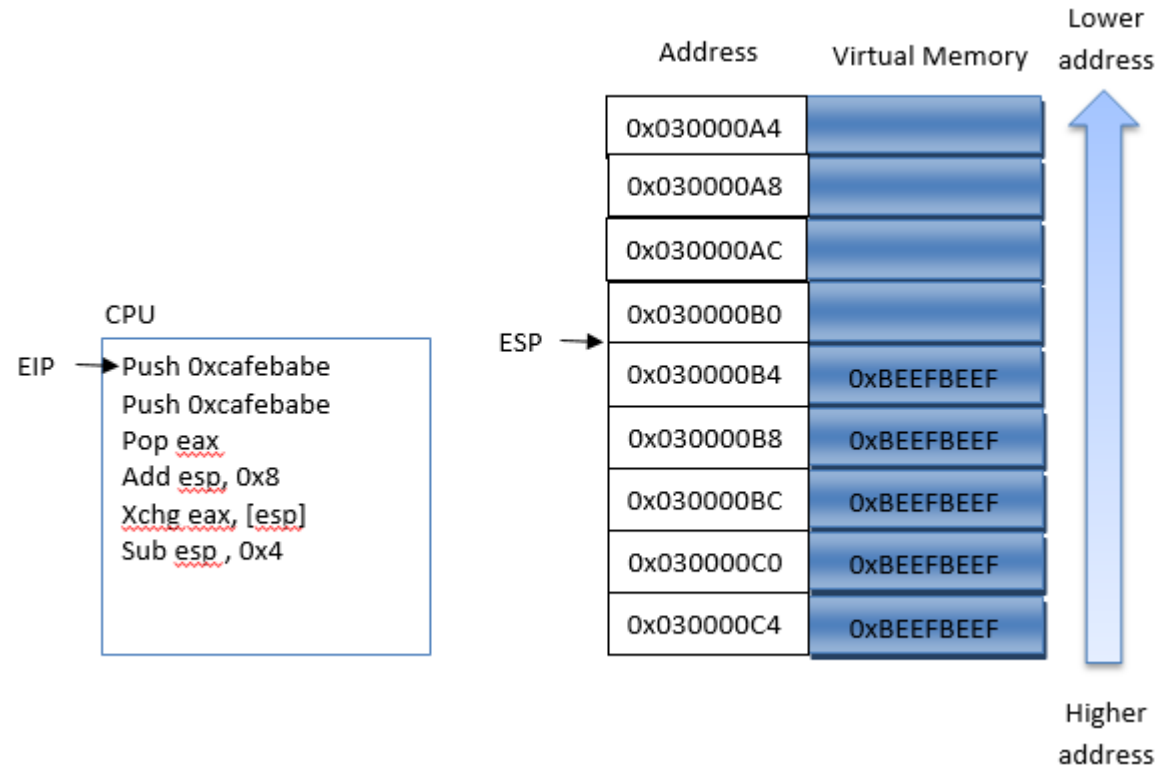 Lower
address
Address Virtual Memory
0x030000A4
0x030000A8
0x030000AC
0x030000B0
0x030000B4 0xBEEFBEEF
0x030000B8 0xBEEFBEEF
0x030000BC 0xBEEFBEEF
0x030000C0 0xBEEFBEEF
0x030000C4 0xBEEFBEEF
Higher
address
ESP
CPU
EIP
Push 0xcafebabe
Push 0xcafebabe
Pop eax
Add esp, 0x8
Xchg eax, [esp]
Sub esp , 0x4